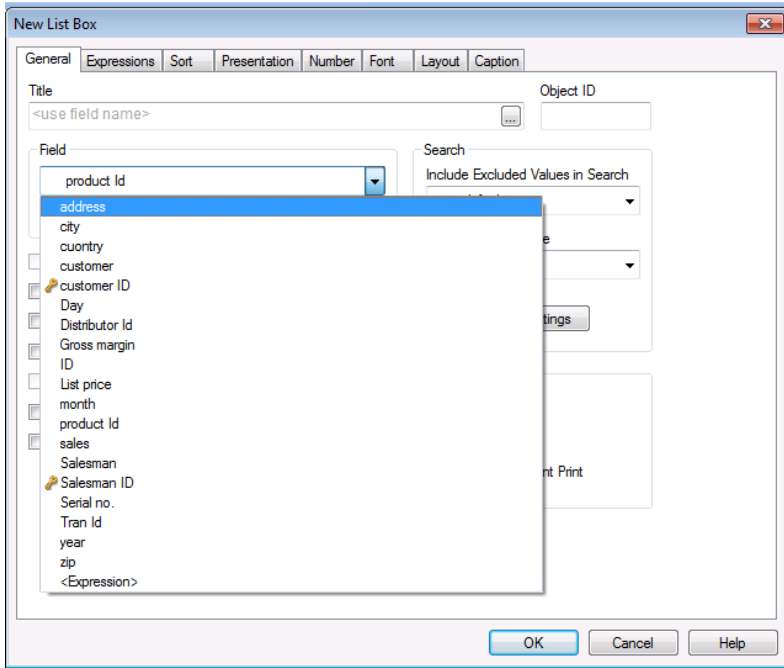 New List Box
General Expressions Sort Presentation Number Font Layout Caption
Title Object ID
<use field name> ...
Field Search
Include Excluded Values in Search
product Id
address
city
cuontry
customer
customer ID
Day
Distributor Id
Gross margin
ID
List price
month
product Id
sales
Salesman
Salesman ID
Serial no.
Tran Id
year
zip
<Expression>
e
tings
nt Print
OK Cancel Help